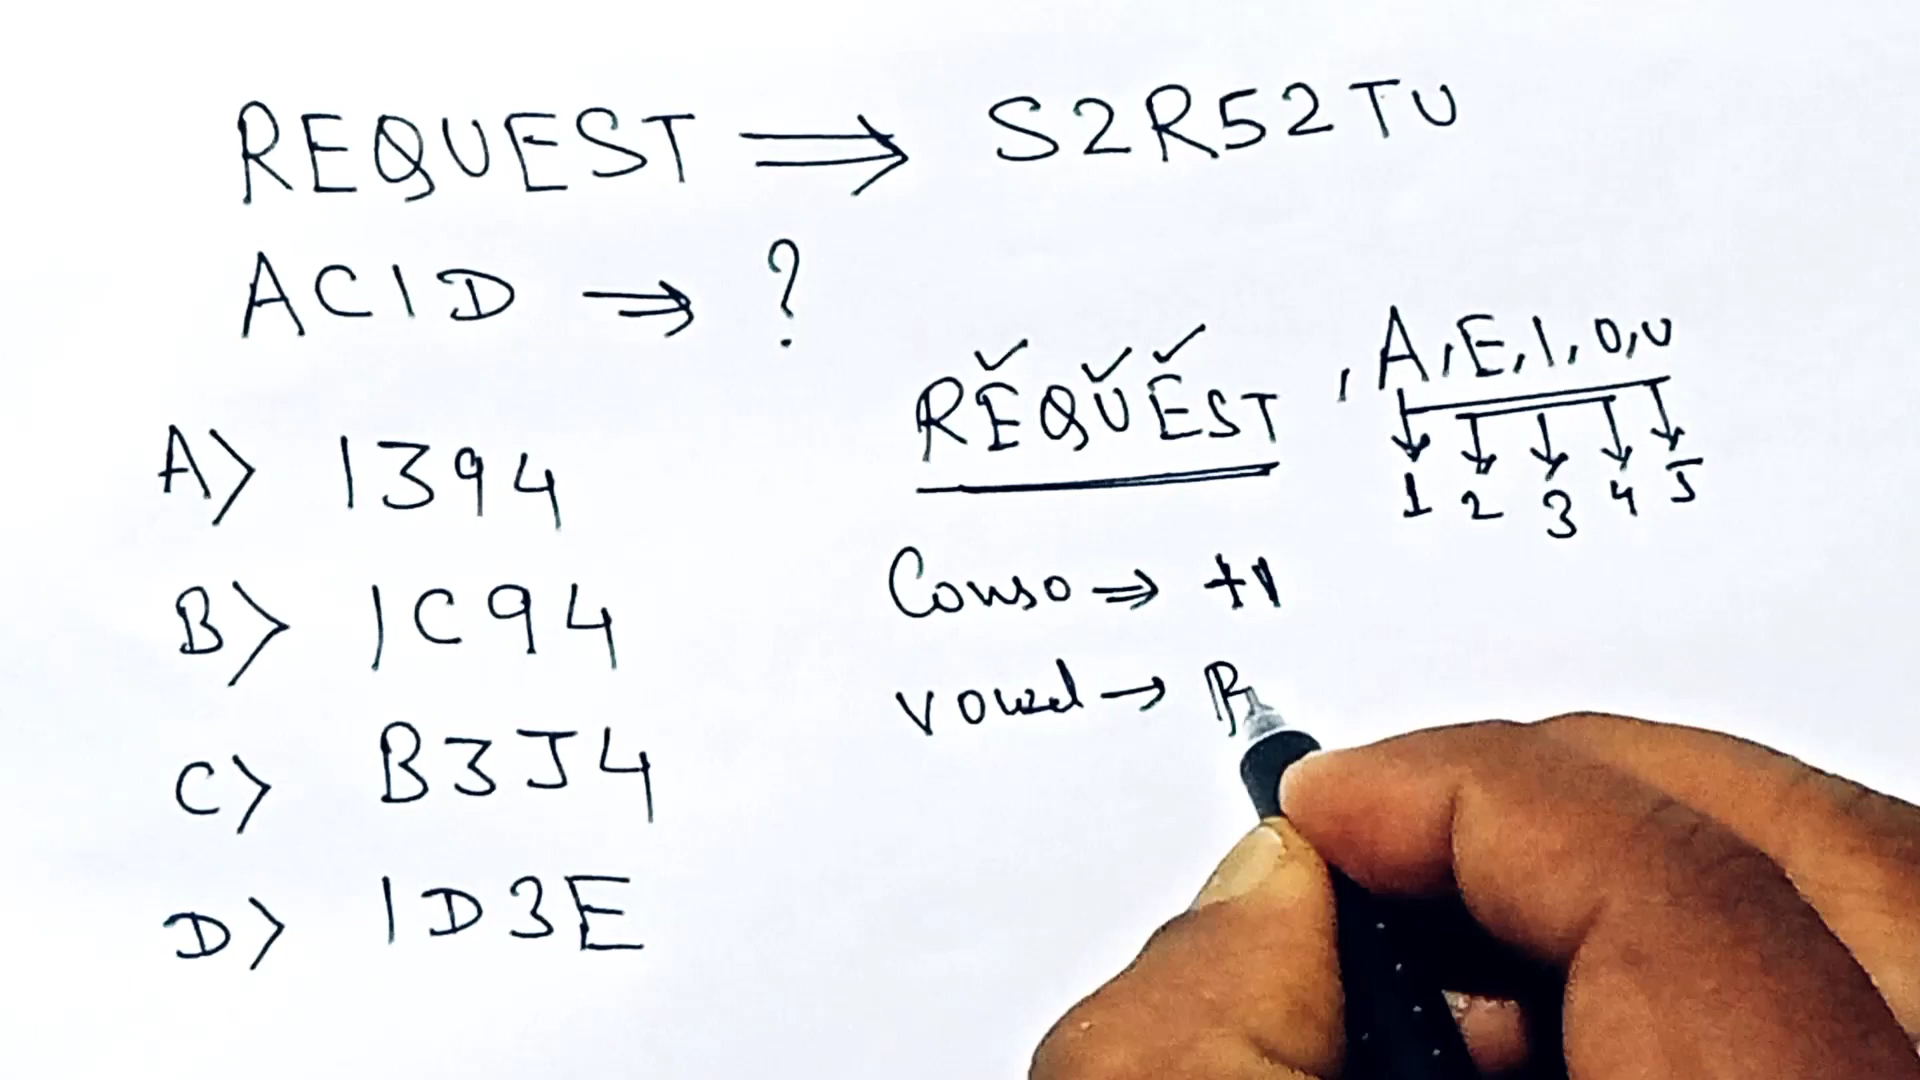 REQUEST ⇒ S2R52TU
ACID → ?
A> 1394
B> 1C94
C> B3J4
D> 1D3E
REQUEST , A, E, I, O, U
1 2 3 4 5
Conso ⇒ +1
vowel → P